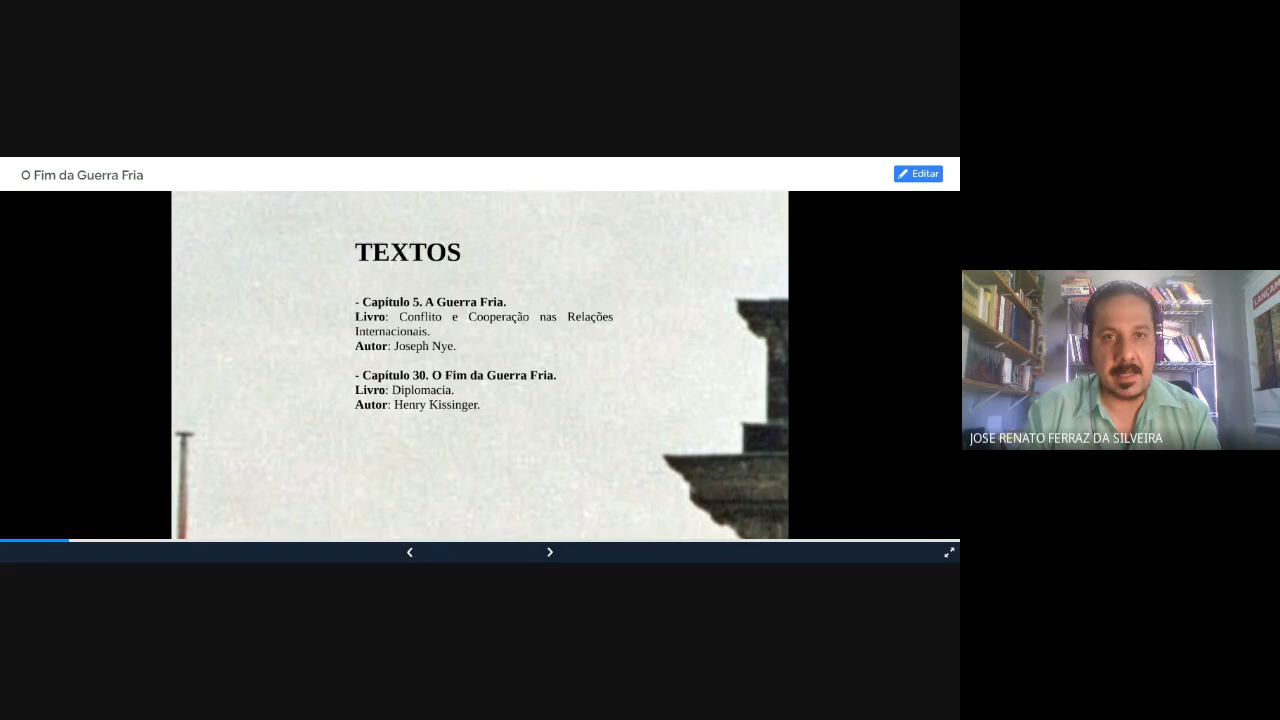 O Fim da Guerra Fria
Editar
TEXTOS
- Capítulo 5. A Guerra Fria.
Livro: Conflito e Cooperação nas Relações
Internacionais.
Autor: Joseph Nye.
- Capítulo 30. O Fim da Guerra Fria.
Livro: Diplomacia.
Autor: Henry Kissinger.
LANÇAM
JOSE RENATO FERRAZ DA SILVEIRA